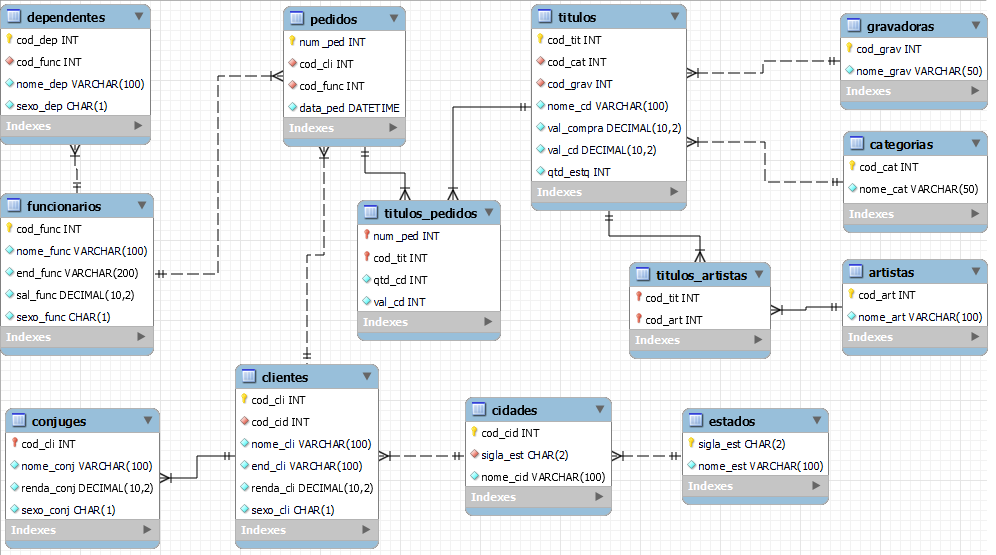 dependentes
cod_dep INT
cod_func INT
nome_dep VARCHAR(100)
sexo_dep CHAR(1)
Indexes
pedidos
num_ped INT
cod_cli INT
cod_func INT
data_ped DATETIME
Indexes
titulos
cod_tit INT
cod_cat INT
cod_grav INT
nome_cd VARCHAR(100)
val_compra DECIMAL(10,2)
val_cd DECIMAL(10,2)
qtd_estq INT
Indexes
gravadoras
cod_grav INT
nome_grav VARCHAR(50)
Indexes
categorias
cod_cat INT
nome_cat VARCHAR(50)
Indexes
funcionarios
cod_func INT
nome_func VARCHAR(100)
end_func VARCHAR(200)
sal_func DECIMAL(10,2)
sexo_func CHAR(1)
Indexes
titulos_pedidos
num_ped INT
cod_tit INT
qtd_cd INT
val_cd INT
Indexes
titulos_artistas
cod_tit INT
cod_art INT
Indexes
artistas
cod_art INT
nome_art VARCHAR(100)
Indexes
conjuges
cod_cli INT
nome_conj VARCHAR(100)
renda_conj DECIMAL(10,2)
sexo_conj CHAR(1)
Indexes
clientes
cod_cli INT
cod_cid INT
nome_cli VARCHAR(100)
end_cli VARCHAR(100)
renda_cli DECIMAL(10,2)
sexo_cli CHAR(1)
Indexes
cidades
cod_cid INT
sigla_est CHAR(2)
nome_cid VARCHAR(100)
Indexes
estados
sigla_est CHAR(2)
nome_est VARCHAR(100)
Indexes